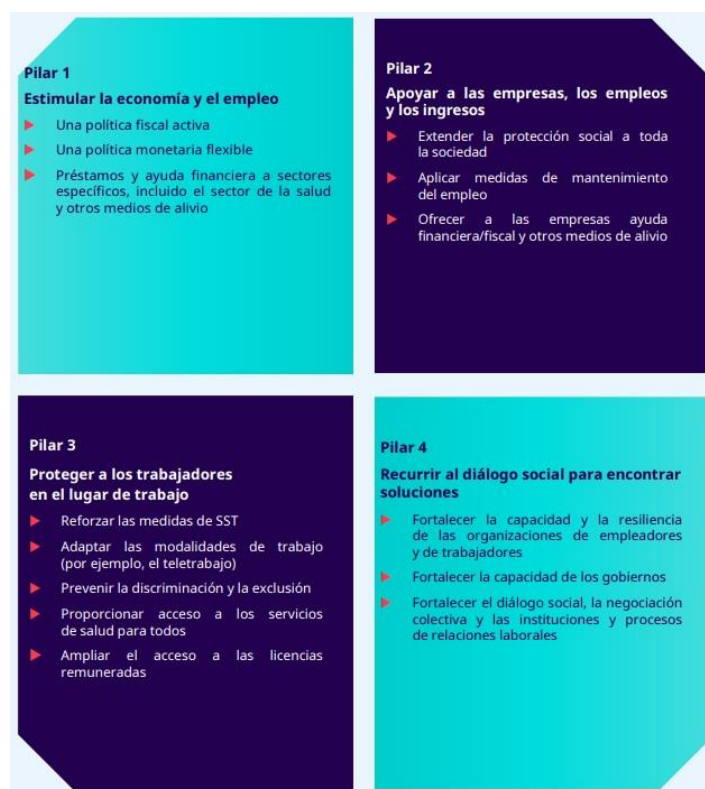 Pilar 1
Estimular la economía y el empleo
Una política fiscal activa
Una política monetaria flexible
Préstamos y ayuda financiera a sectores
específicos, incluido el sector de la salud
y otros medios de alivio
Pilar 2
Apoyar a las empresas, los empleos
y los ingresos
Extender la protección social a toda
la sociedad
Aplicar medidas de mantenimiento
del empleo
Ofrecer a las empresas ayuda
financiera/fiscal y otros medios de alivio
Pilar 3
Proteger a los trabajadores
en el lugar de trabajo
Reforzar las medidas de SST
Adaptar las modalidades de trabajo
(por ejemplo, el teletrabajo)
Prevenir la discriminación y la exclusión
Proporcionar acceso a los servicios
de salud para todos
Ampliar el acceso a las licencias
remuneradas
Pilar 4
Recurrir al diálogo social para encontrar
soluciones
Fortalecer la capacidad y la resiliencia
de las organizaciones de empleadores
y de trabajadores
Fortalecer la capacidad de los gobiernos
Fortalecer el diálogo social, la negociación
colectiva y las instituciones y procesos
de relaciones laborales